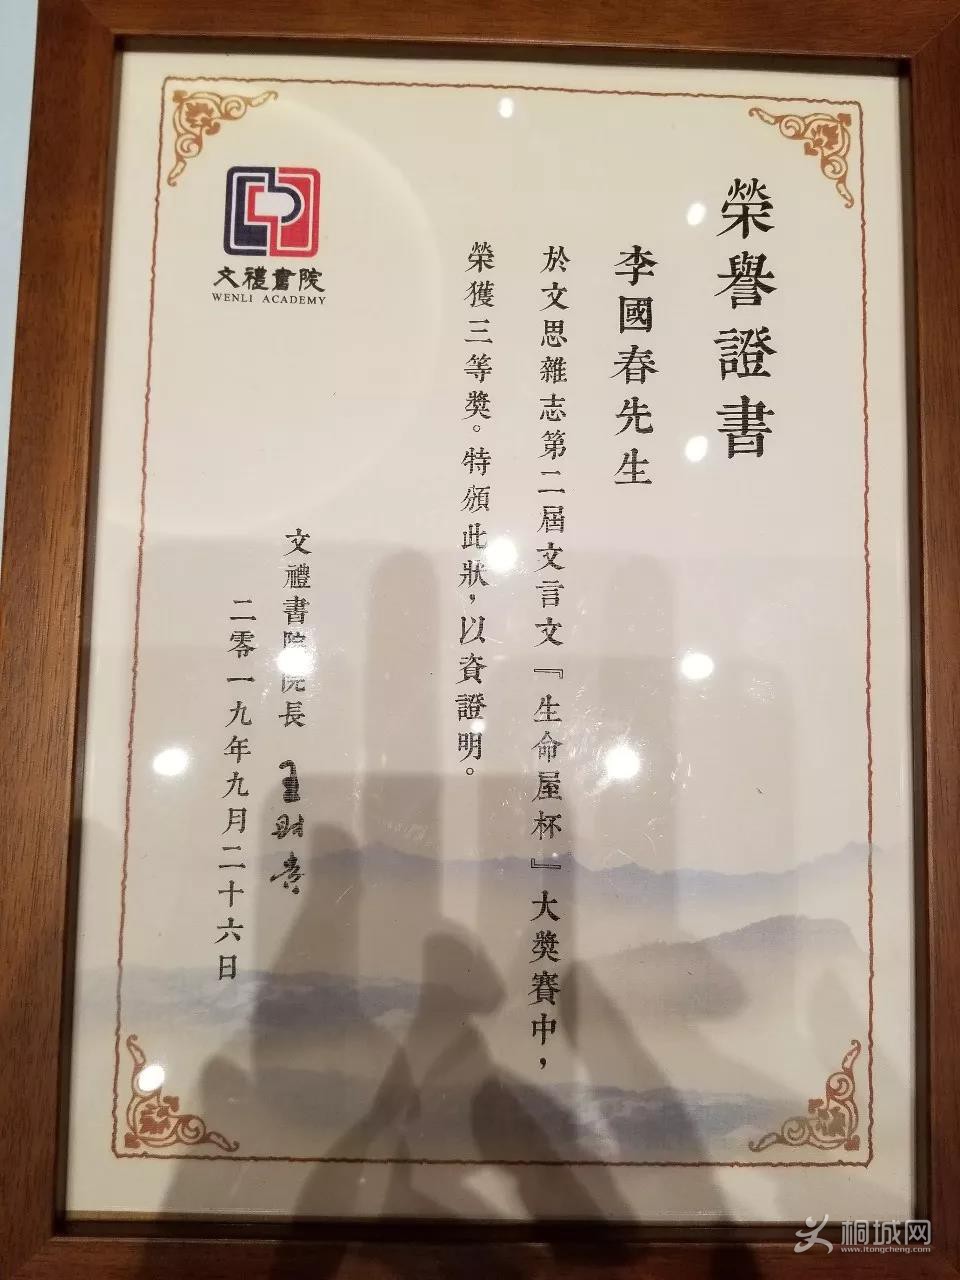 榮譽證書
李國春先生
於文思雜志第二屆文言文『生命屋杯』大獎賽中，
榮獲三等獎。特頒此狀，以資證明。
文禮書院院長
二零一九年九月二十六日
文禮書院
WENLI ACADEMY
桐城网
www.itongcheng.com